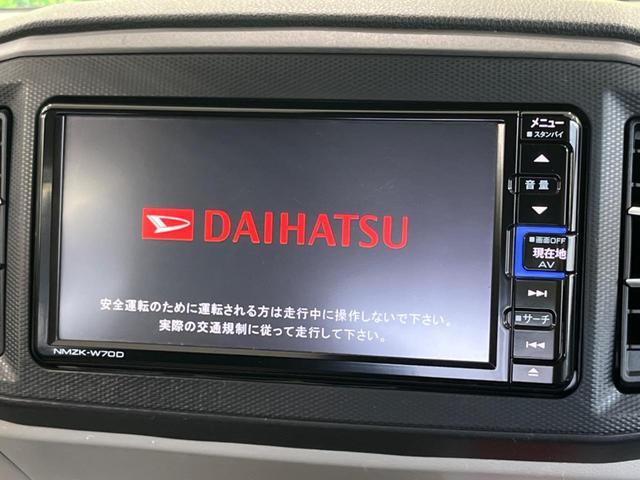 DAIHATSU
安全運転のために運転される方は走行中に操作しないで下さい。
実際の交通規制に従って走行して下さい。
NMZK-W70D
メニュー
■スタンバイ
▲
音量
▼
■画面OFF
現在地
AV
▶▶|
■サーチ
|◀◀
⏏